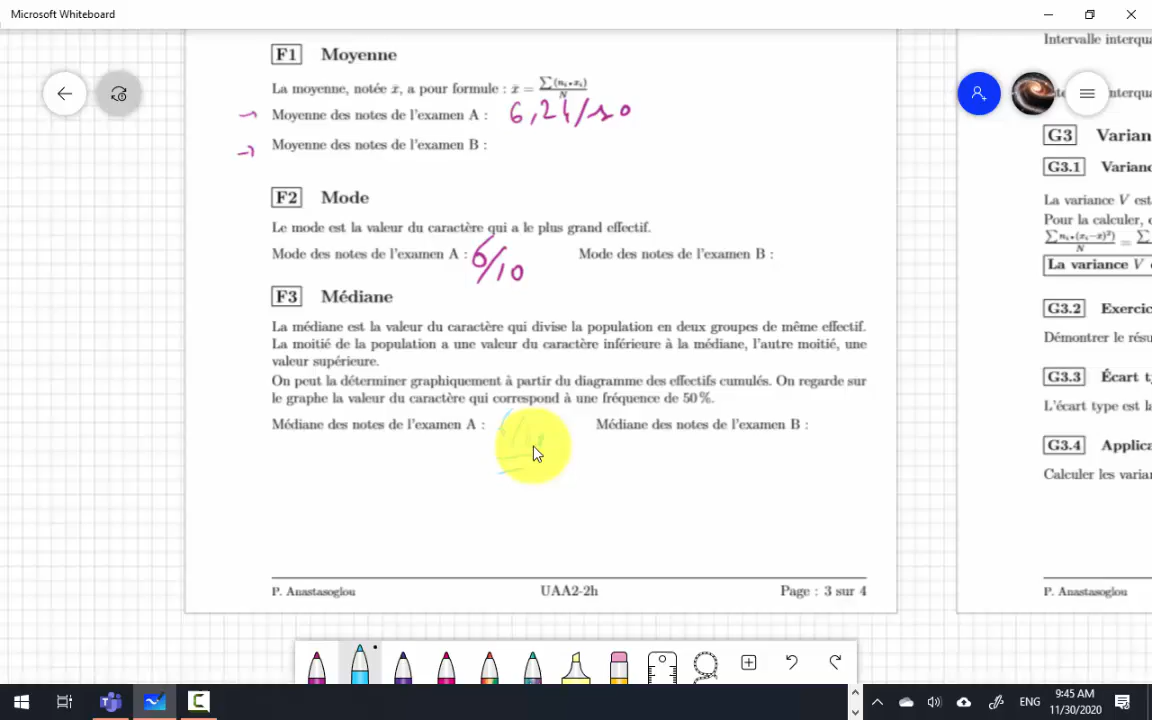 Microsoft Whiteboard
F1 Moyenne
La moyenne, notée x̄, a pour formule : x̄ = ∑(nᵢ•xᵢ)/N
Moyenne des notes de l'examen A : 6,24/10
Moyenne des notes de l'examen B :
F2 Mode
Le mode est la valeur du caractère qui a le plus grand effectif.
Mode des notes de l'examen A : 6/10 Mode des notes de l'examen B :
F3 Médiane
La médiane est la valeur du caractère qui divise la population en deux groupes de même effectif.
La moitié de la population a une valeur du caractère inférieure à la médiane, l'autre moitié, une
valeur supérieure.
On peut la déterminer graphiquement à partir du diagramme des effectifs cumulés. On regarde sur
le graphe la valeur du caractère qui correspond à une fréquence de 50 %.
Médiane des notes de l'examen A : Médiane des notes de l'examen B :
P. Anastasoglou UAA2-2h Page : 3 sur 4
Intervalle interqua
interqua
G3 Varian
G3.1 Varianc
La variance V est
Pour la calculer, c
∑nᵢ•(xᵢ−x̄)²)/N = ∑
La variance V
G3.2 Exercic
Démontrer le résu
G3.3 Écart t
L'écart type est la
G3.4 Applica
Calculer les varian
P. Anastasoglou
ENG
9:45 AM
11/30/2020